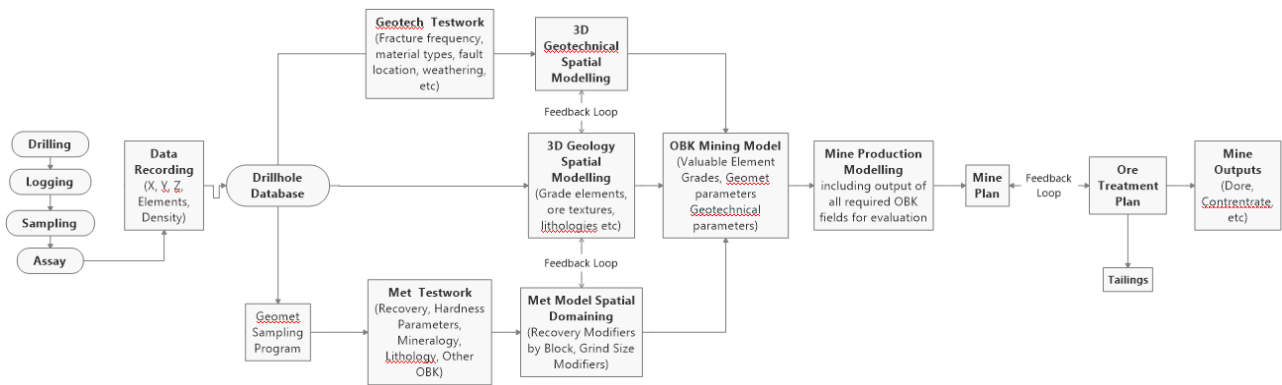 Drilling
Logging
Sampling
Assay
Data
Recording
(X, Y, Z,
Elements,
Density)
Drillhole
Database
Geotech Testwork
(Fracture frequency,
material types, fault
location, weathering,
etc)
3D
Geotechnical
Spatial
Modelling
Feedback Loop
3D Geology
Spatial
Modelling
(Grade elements,
ore textures,
lithologies etc)
Feedback Loop
Geomet
Sampling
Program
Met Testwork
(Recovery, Hardness
Parameters,
Mineralogy,
Lithology, Other
OBK)
Met Model Spatial
Domaining
(Recovery Modifiers
by Block, Grind Size
Modifiers)
OBK Mining Model
(Valuable Element
Grades, Geomet
parameters
Geotechnical
parameters)
Mine Production
Modelling
including output of
all required OBK
fields for evaluation
Mine
Plan
Feedback
Loop
Ore
Treatment
Plan
Tailings
Mine
Outputs
(Dore,
Contrentrate,
etc)